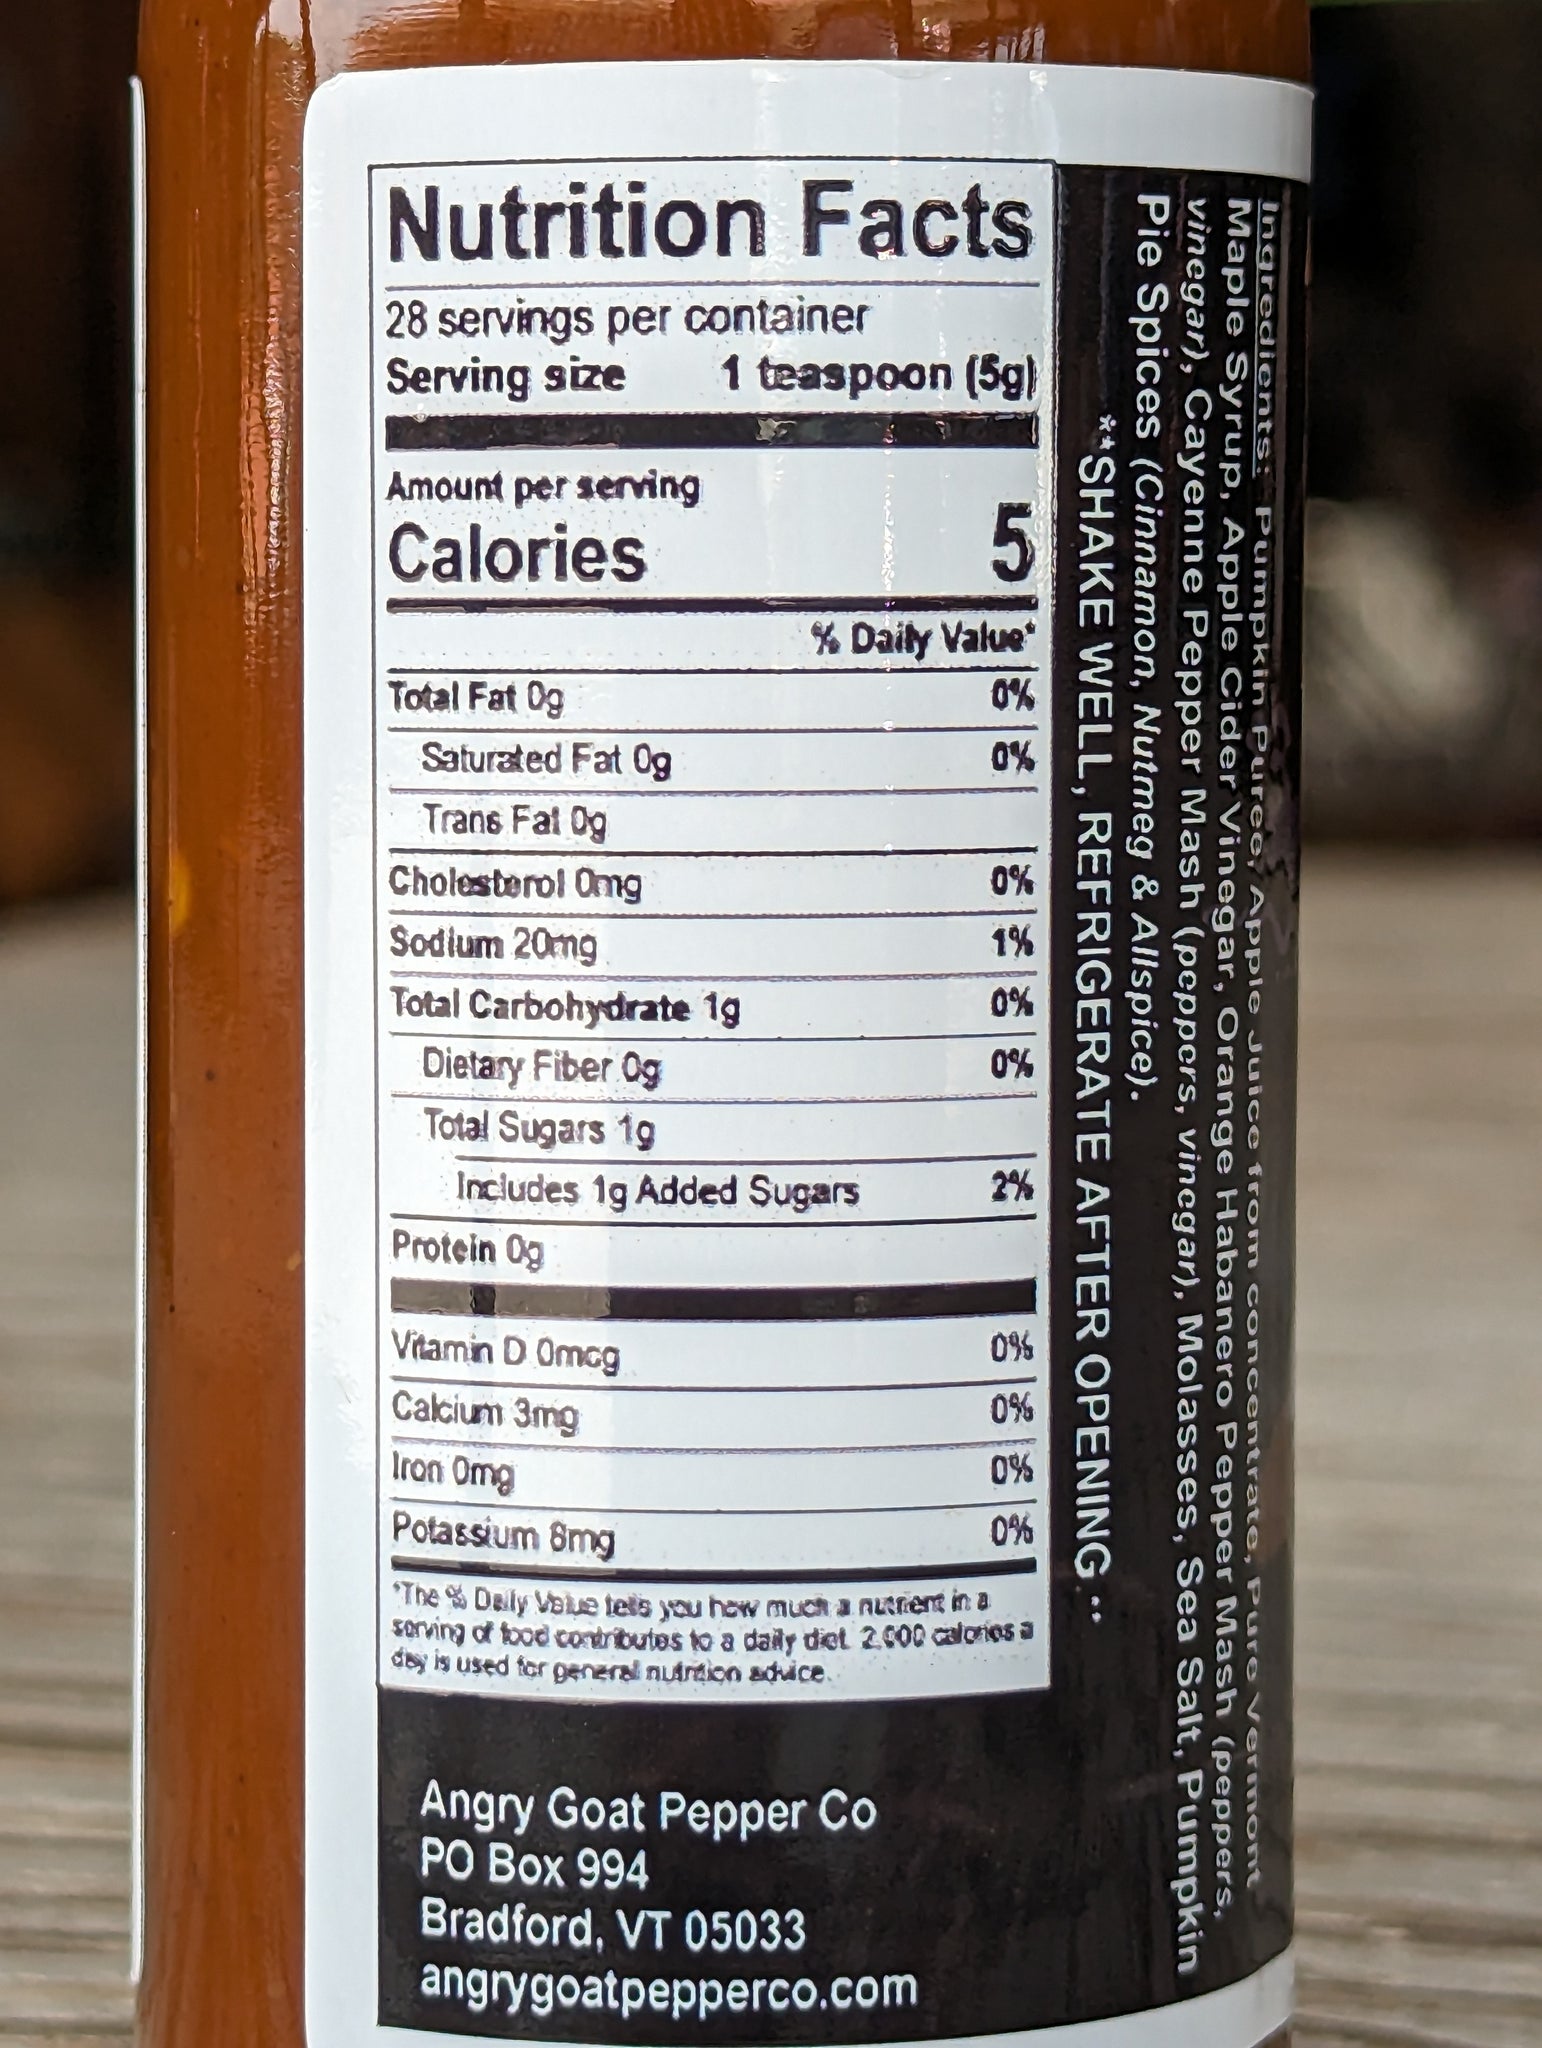 Nutrition Facts
28 servings per container
Serving size 1 teaspoon (5g)
Amount per serving
Calories 5
% Daily Value*
Total Fat 0g 0%
Saturated Fat 0g 0%
Trans Fat 0g
Cholesterol 0mg 0%
Sodium 20mg 1%
Total Carbohydrate 1g 0%
Dietary Fiber 0g 0%
Total Sugars 1g
Includes 1g Added Sugars 2%
Protein 0g
Vitamin D 0mcg 0%
Calcium 3mg 0%
Iron 0mg 0%
Potassium 8mg 0%
*The % Daily Value tells you how much a nutrient in a
serving of food contributes to a daily diet. 2,000 calories a
day is used for general nutrition advice.
Angry Goat Pepper Co
PO Box 994
Bradford, VT 05033
angrygoatpepperco.com
Ingredients: Pumpkin Puree, Apple Juice from concentrate, Pure Vermont
Maple Syrup, Apple Cider Vinegar, Orange Habanero Pepper Mash (peppers,
vinegar), Cayenne Pepper Mash (peppers, vinegar), Molasses, Sea Salt, Pumpkin
Pie Spices (Cinnamon, Nutmeg & Allspice).
**SHAKE WELL, REFRIGERATE AFTER OPENING**